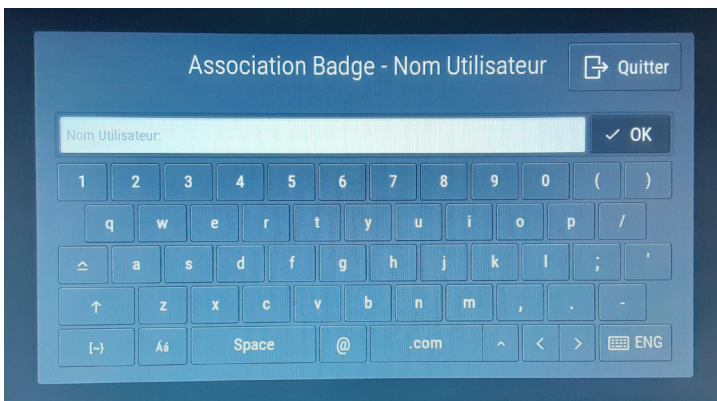 Association Badge - Nom Utilisateur Quitter
Nom Utilisateur: OK
1 2 3 4 5 6 7 8 9 0 ( )
q w e r t y u i o p /
a s d f g h j k l ; '
z x c v b n m , . -
[~} Áá Space @ .com ^ < > ENG